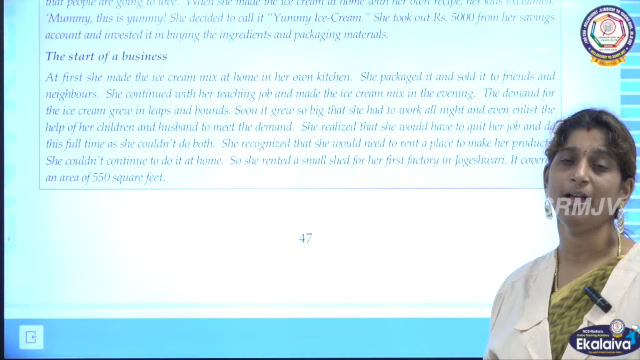 that people are going to love. When she made the ice cream at home with her own recipe, her kids exclaimed,
'Mummy, this is yummy! She decided to call it "Yummy Ice-Cream." She took out Rs. 5000 from her savings
account and invested it in buying the ingredients and packaging materials.
The start of a business
At first she made the ice cream mix at home in her own kitchen. She packaged it and sold it to friends and
neighbours. She continued with her teaching job and made the ice cream mix in the evening. The demand for
the ice cream grew in leaps and bounds. Soon it grew so big that she had to work all night and even enlist the
help of her children and husband to meet the demand. She realized that she would have to quit her job and do
this full time as she couldn't do both. She recognized that she would need to rent a place to make her product
She couldn't continue to do it at home. So she rented a small shed for her first factory in Jogeshwari. It covere
an area of 550 square feet.
47
SRMJV
Ekalaiva